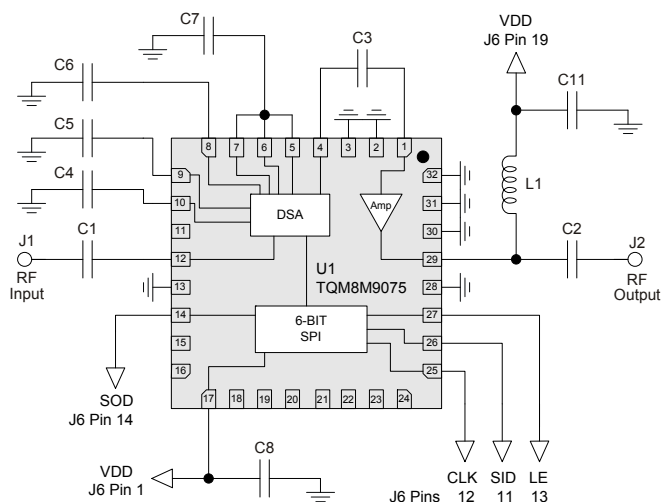 C7
VDD
J6 Pin 19
C6
C3
C11
C5
8
7
6
5
4
3
2
1
C4
9
32
L1
10
DSA
Amp
31
J1
C1
11
30
C2
J2
12
29
RF
Input
U1
TQM8M9075
RF
Output
13
28
14
6-BIT
SPI
27
15
26
16
25
SOD
J6 Pin 14
17
18
19
20
21
22
23
24
C8
VDD
J6 Pin 1
CLK
SID
LE
J6 Pins
12
11
13